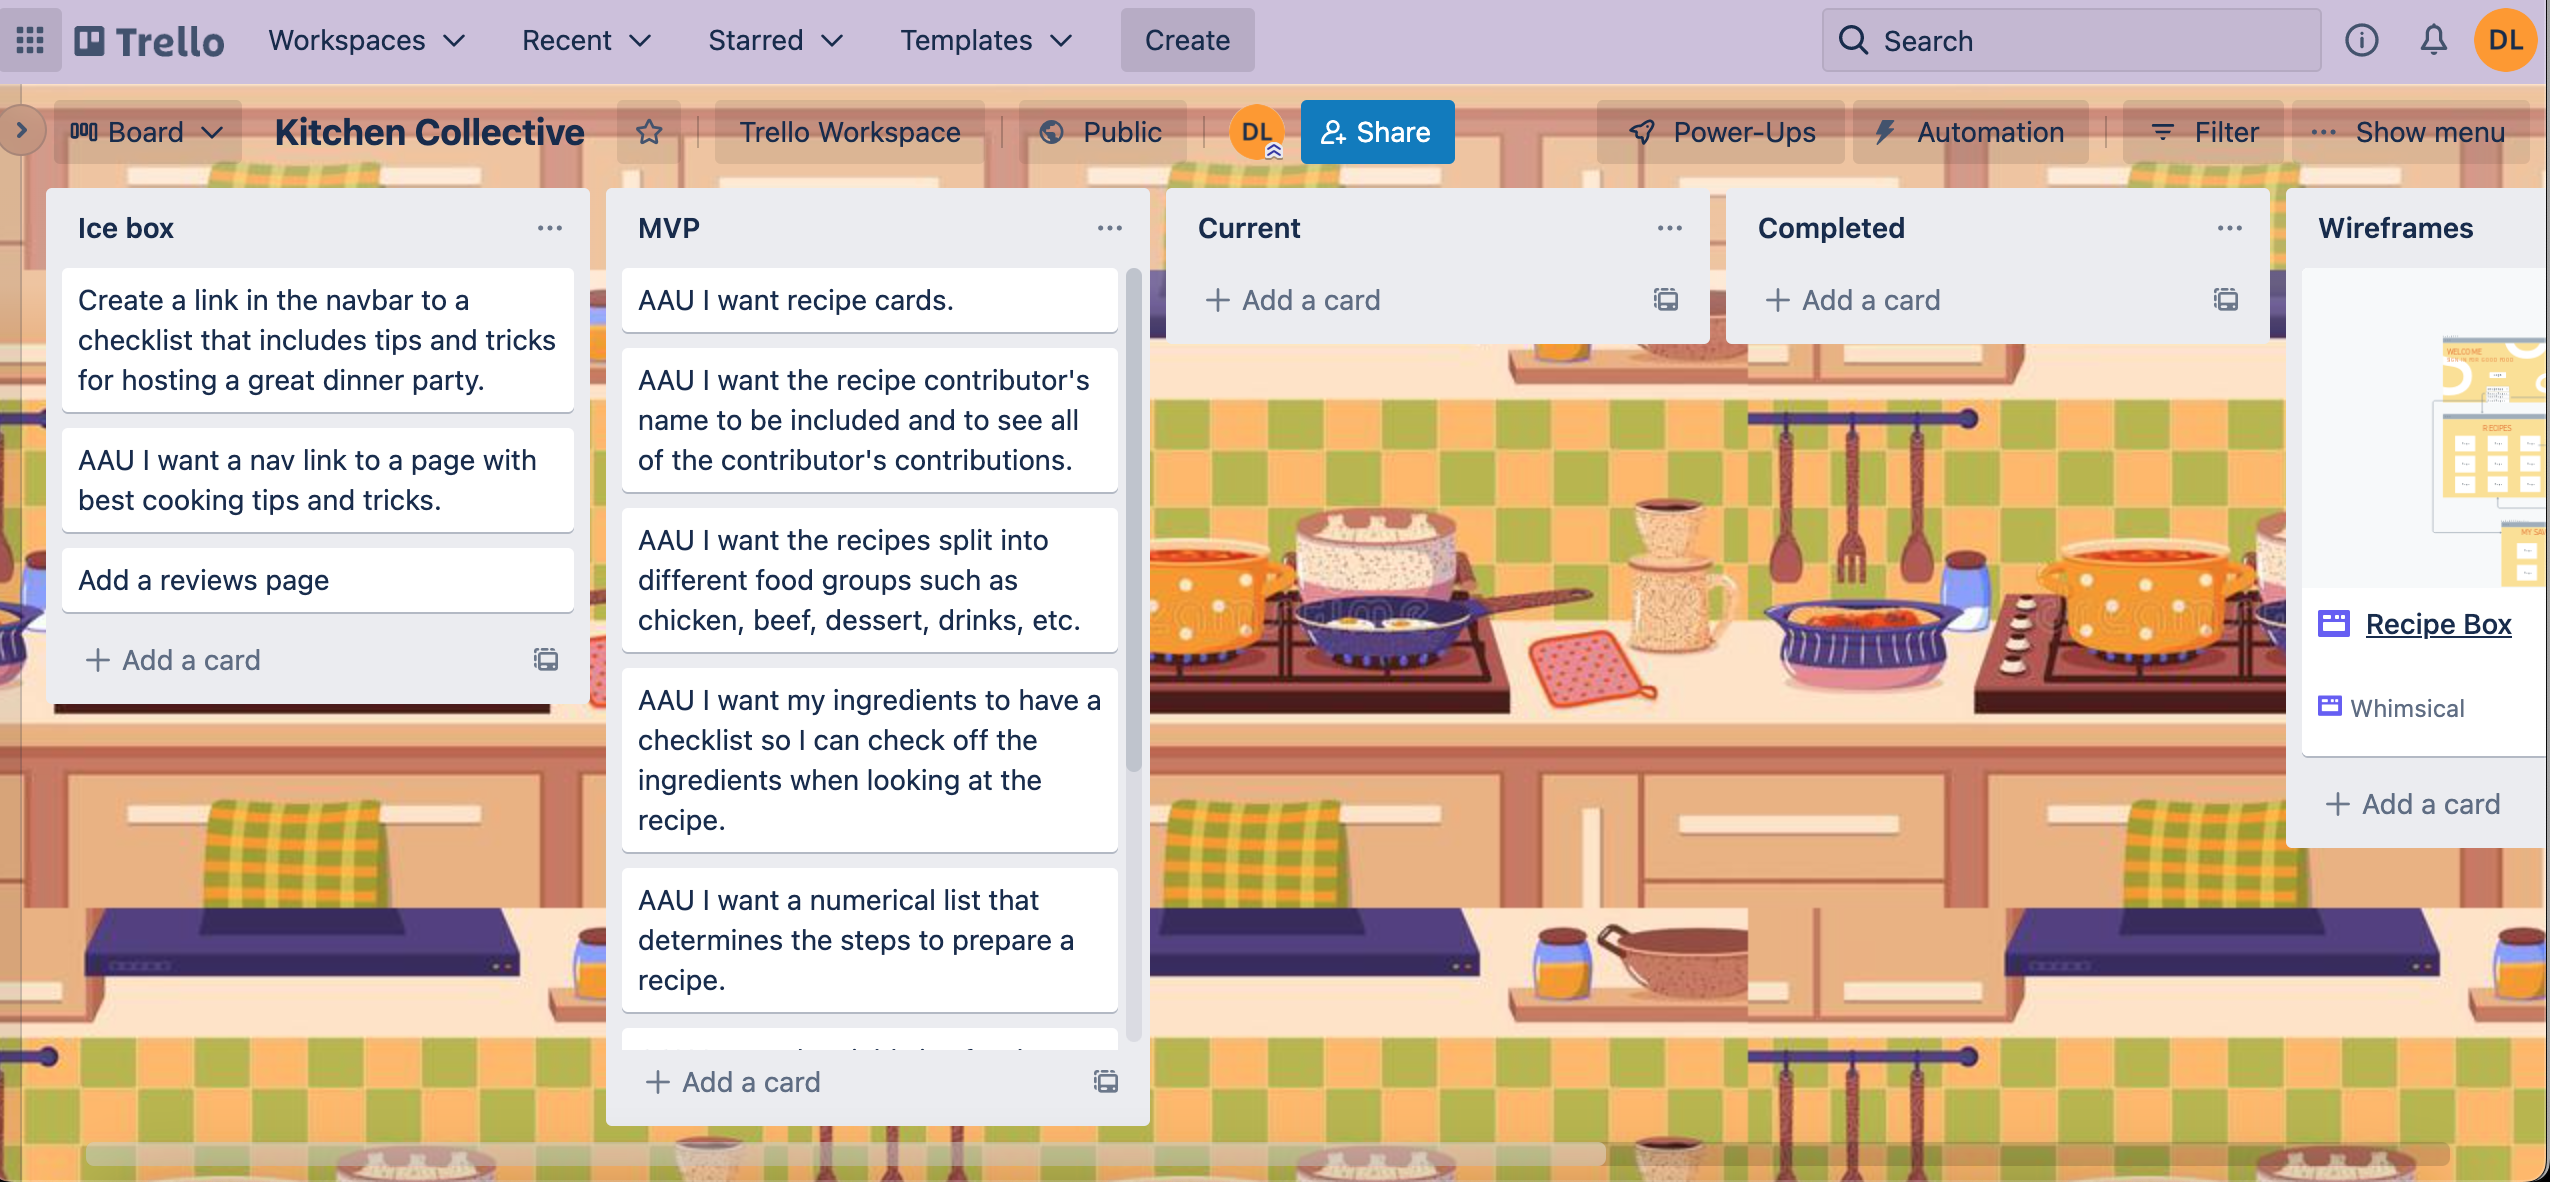 Trello
Workspaces
Recent
Starred
Templates
Create
Search
DL
Board
Kitchen Collective
Trello Workspace
Public
DL
Share
Power-Ups
Automation
Filter
Show menu
Ice box
Create a link in the navbar to a
checklist that includes tips and tricks
for hosting a great dinner party.
AAU I want a nav link to a page with
best cooking tips and tricks.
Add a reviews page
Add a card
MVP
AAU I want recipe cards.
AAU I want the recipe contributor's
name to be included and to see all
of the contributor's contributions.
AAU I want the recipes split into
different food groups such as
chicken, beef, dessert, drinks, etc.
AAU I want my ingredients to have a
checklist so I can check off the
ingredients when looking at the
recipe.
AAU I want a numerical list that
determines the steps to prepare a
recipe.
Add a card
Current
Add a card
Completed
Add a card
Wireframes
WELCOME
RECIPES
Recipe Box
Whimsical
Add a card